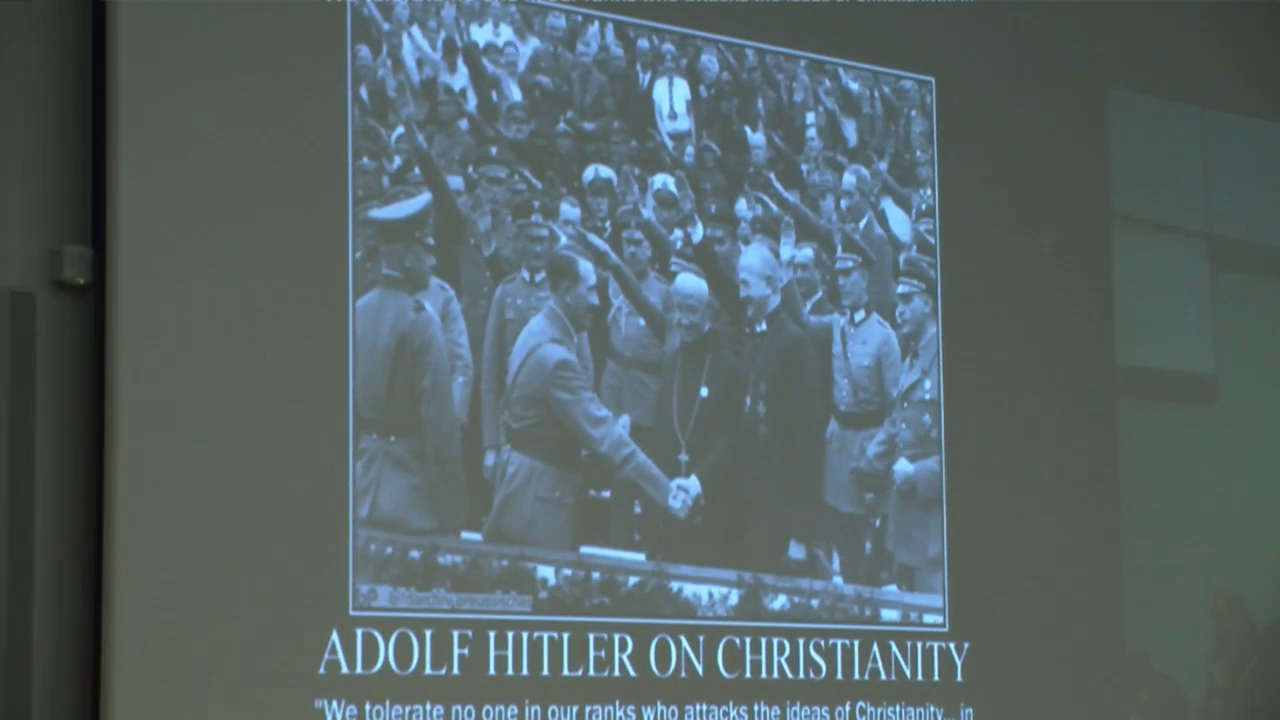 ADOLF HITLER ON CHRISTIANITY
"We tolerate no one in our ranks who attacks the ideas of Christianity... in